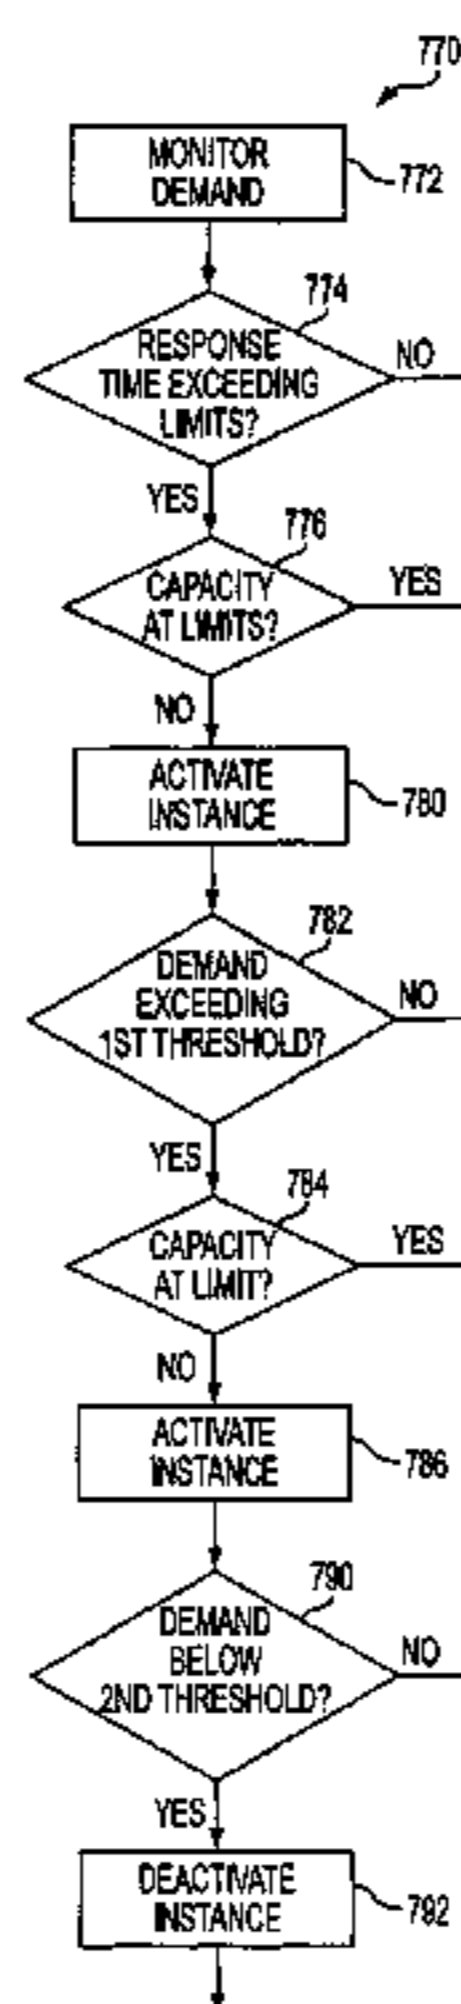 770
MONITOR
DEMAND
772
774
RESPONSE
TIME EXCEEDING
LIMITS?
NO
YES
776
CAPACITY
AT LIMITS?
YES
NO
ACTIVATE
INSTANCE
780
782
DEMAND
EXCEEDING
1ST THRESHOLD?
NO
YES
784
CAPACITY
AT LIMIT?
YES
NO
ACTIVATE
INSTANCE
786
790
DEMAND
BELOW
2ND THRESHOLD?
NO
YES
DEACTIVATE
INSTANCE
792